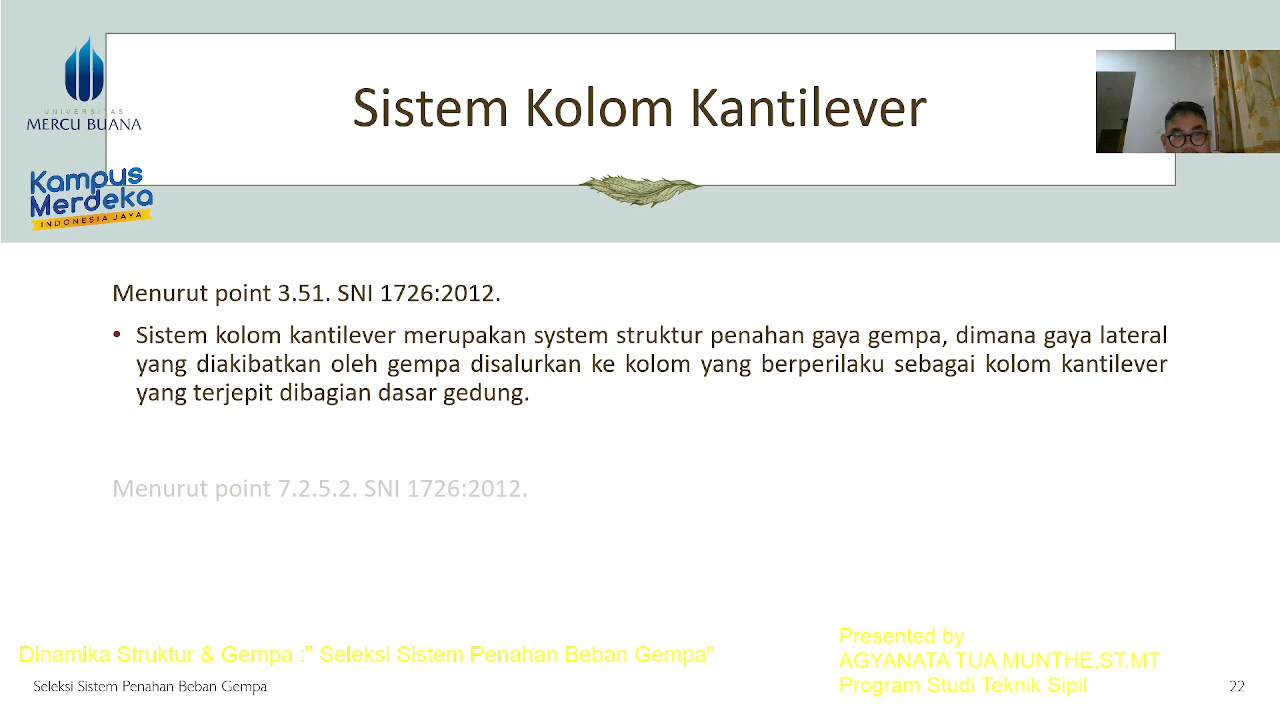 UNIVERSITAS
MERCU BUANA
Kampus
Merdeka
INDONESIA JAYA
Sistem Kolom Kantilever
Menurut point 3.51. SNI 1726:2012.
• Sistem kolom kantilever merupakan system struktur penahan gaya gempa, dimana gaya lateral
yang diakibatkan oleh gempa disalurkan ke kolom yang berperilaku sebagai kolom kantilever
yang terjepit dibagian dasar gedung.
Menurut point 7.2.5.2. SNI 1726:2012.
Dinamika Struktur & Gempa :" Seleksi Sistem Penahan Beban Gempa"
Seleksi Sistem Penahan Beban Gempa
Presented by
AGYANATA TUA MUNTHE,ST.MT
Program Studi Teknik Sipil
22